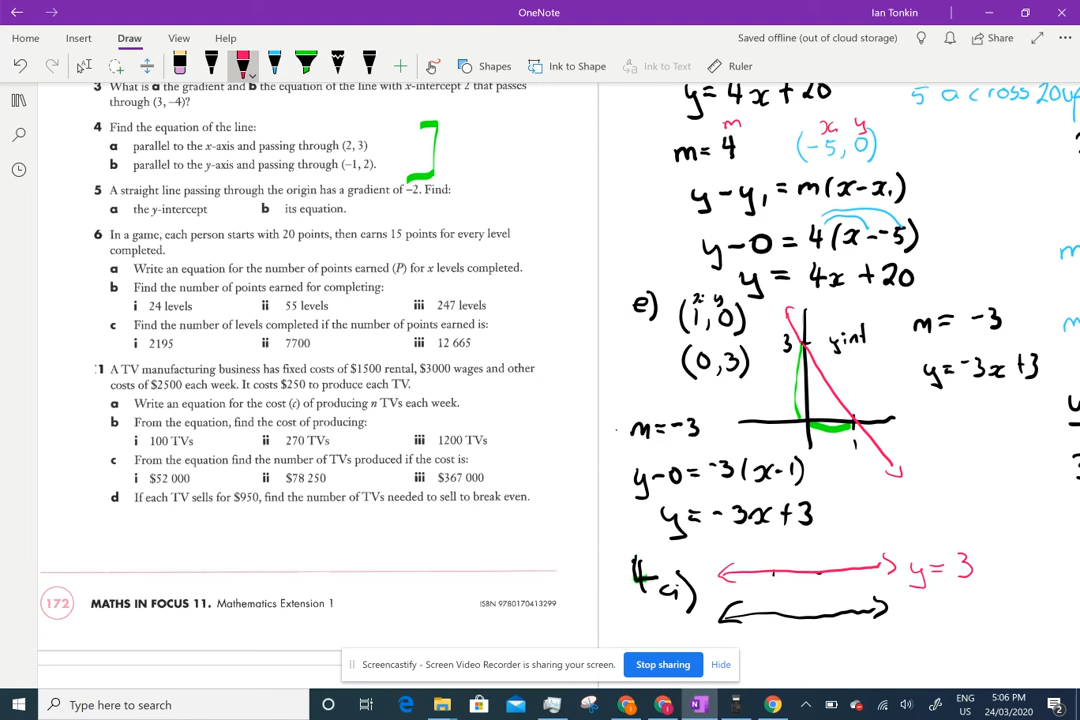 OneNote
Ian Tonkin
Home Insert Draw View Help
Saved offline (out of cloud storage)
Share
Shapes
Ink to Shape
Ink to Text
Ruler
3 What is a the gradient and b the equation of the line with x-intercept 2 that passes
through (3, −4)?
4 Find the equation of the line:
a parallel to the x-axis and passing through (2, 3)
b parallel to the y-axis and passing through (−1, 2).
5 A straight line passing through the origin has a gradient of −2. Find:
a the y-intercept b its equation.
6 In a game, each person starts with 20 points, then earns 15 points for every level
completed.
a Write an equation for the number of points earned (P) for x levels completed.
b Find the number of points earned for completing:
i 24 levels ii 55 levels iii 247 levels
c Find the number of levels completed if the number of points earned is:
i 2195 ii 7700 iii 12 665
1 A TV manufacturing business has fixed costs of $1500 rental, $3000 wages and other
costs of $2500 each week. It costs $250 to produce each TV.
a Write an equation for the cost (c) of producing n TVs each week.
b From the equation, find the cost of producing:
i 100 TVs ii 270 TVs iii 1200 TVs
c From the equation find the number of TVs produced if the cost is:
i $52 000 ii $78 250 iii $367 000
d If each TV sells for $950, find the number of TVs needed to sell to break even.
172 MATHS IN FOCUS 11. Mathematics Extension 1
ISBN 9780170413299
y = 4x + 20
5 across 20up
m
x y
m = 4 (-5, 0)
y - y₁ = m(x - x₁)
y - 0 = 4(x - -5)
y = 4x + 20
x y
e) (1, 0)
(0, 3)
3 y int
1
m = -3
y = -3x + 3
m = -3
y - 0 = -3(x - 1)
y = -3x + 3
4 a)
y = 3
Screencastify - Screen Video Recorder is sharing your screen.
Stop sharing
Hide
Type here to search
ENG
US
5:06 PM
24/03/2020
2